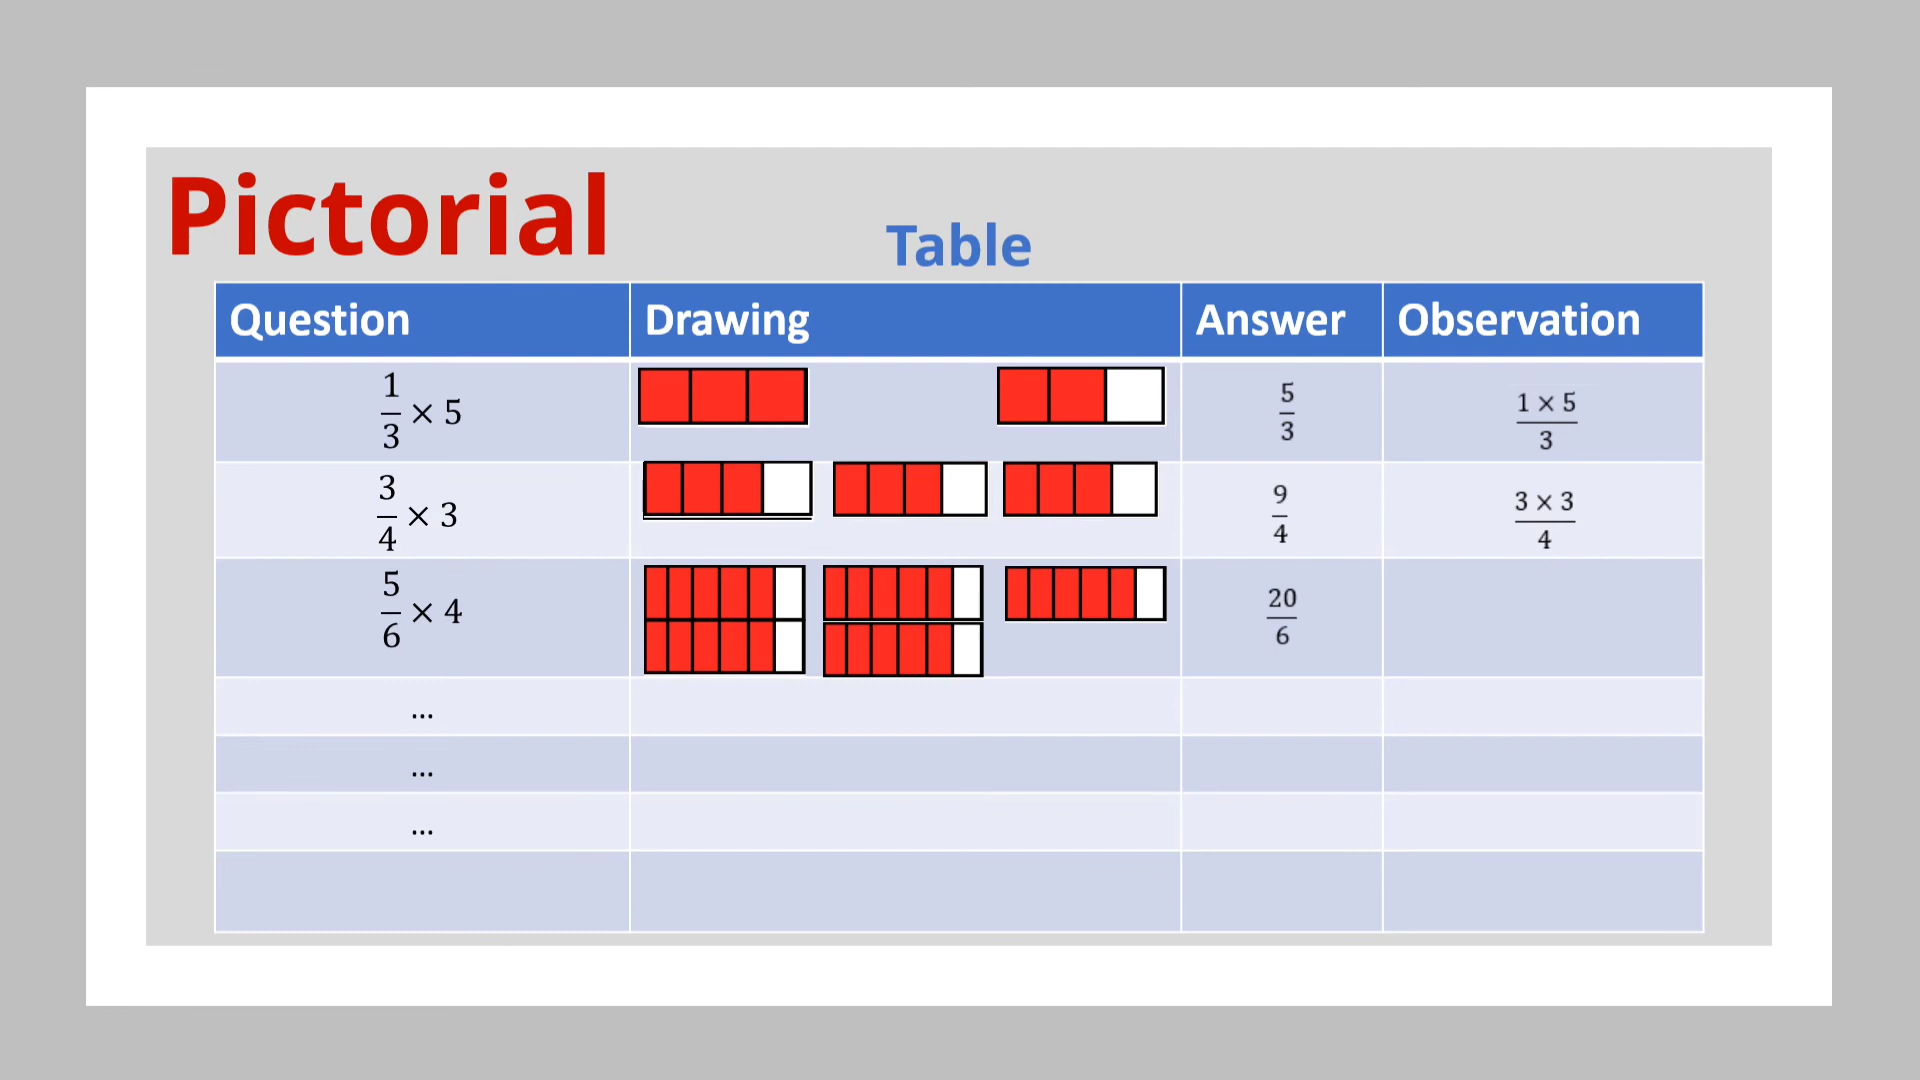 Pictorial
Table
Question Drawing Answer Observation
1/3 × 5 5/3 1 × 5/3
3/4 × 3 9/4 3 × 3/4
5/6 × 4 20/6
...
...
...